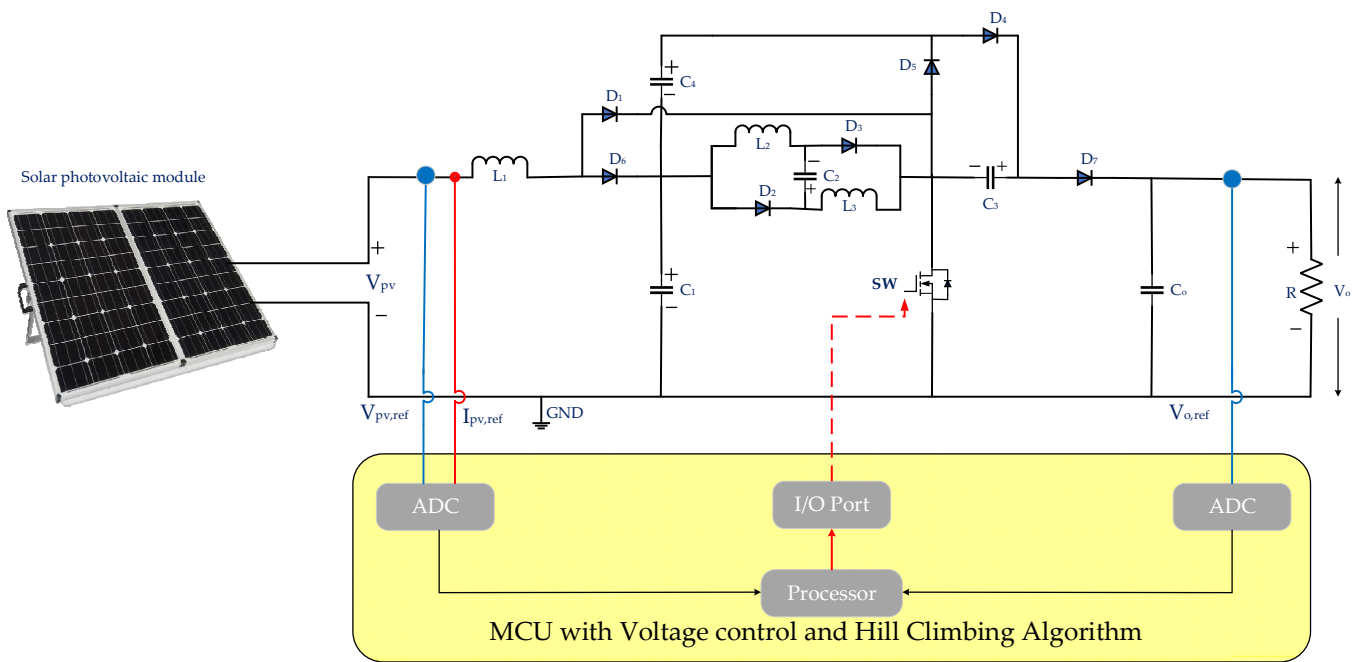 D₄
D₅
+
C₄
−
D₁
L₂
D₃
D₆
−
C₂
+
−
+
D₇
Solar photovoltaic module
L₁
D₂
L₃
C₃
+
Vₚᵥ
−
+
C₁
−
SW
Cₒ
+
R
−
Vₒ
Vpv,ref
Ipv,ref
GND
Vo,ref
ADC
I/O Port
ADC
Processor
MCU with Voltage control and Hill Climbing Algorithm